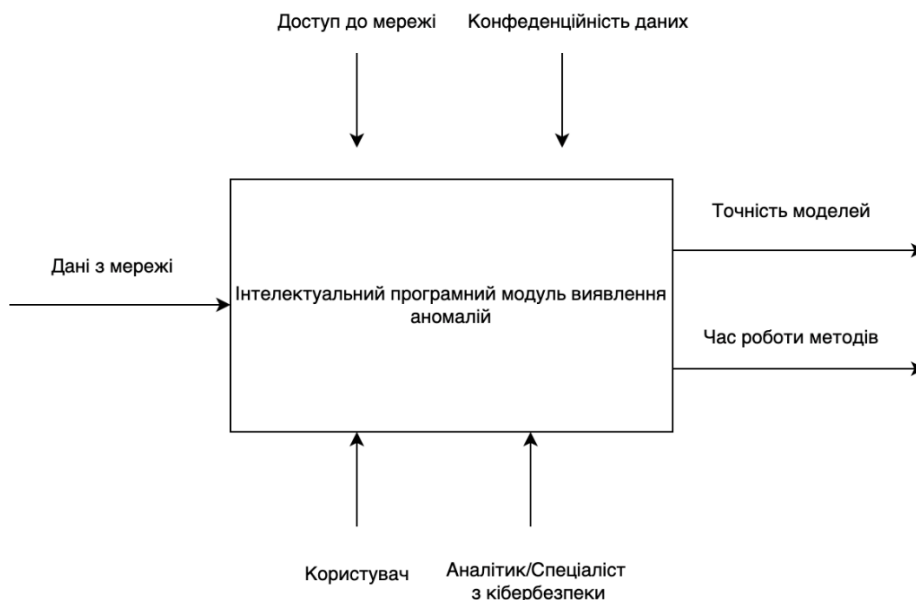 Доступ до мережі
Конфеденційність даних
Точність моделей
Дані з мережі
Інтелектуальний програмний модуль виявлення
аномалій
Час роботи методів
Користувач
Аналітик/Спеціаліст
з кібербезпеки